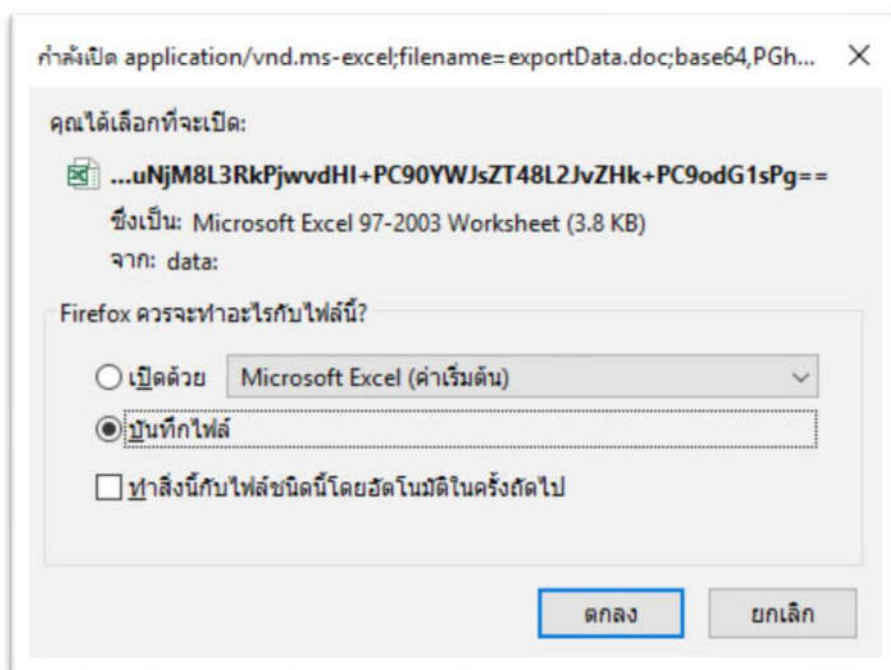 กำลังเปิด application/vnd.ms-excel;filename=exportData.doc;base64,PGh...
คุณได้เลือกที่จะเปิด:
...uNjM8L3RkPjwvdHI+PC90YWJsZT48L2JvZHk+PC9odG1sPg==
ซึ่งเป็น: Microsoft Excel 97-2003 Worksheet (3.8 KB)
จาก: data:
Firefox ควรจะทำอะไรกับไฟล์นี้?
เปิดด้วย Microsoft Excel (ค่าเริ่มต้น)
บันทึกไฟล์
ทำสิ่งนี้กับไฟล์ชนิดนี้โดยอัตโนมัติในครั้งถัดไป
ตกลง ยกเลิก